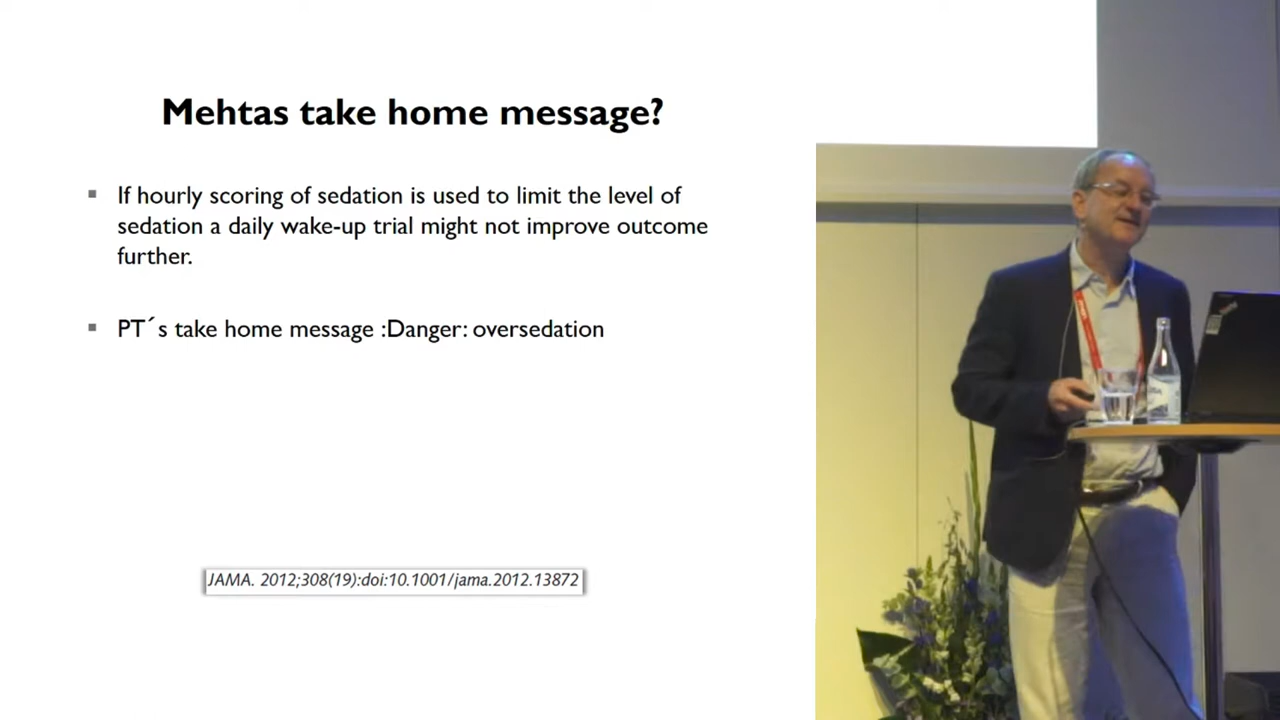 Mehtas take home message?
If hourly scoring of sedation is used to limit the level of
sedation a daily wake-up trial might not improve outcome
further.
PT´s take home message :Danger: oversedation
JAMA. 2012;308(19):doi:10.1001/jama.2012.13872